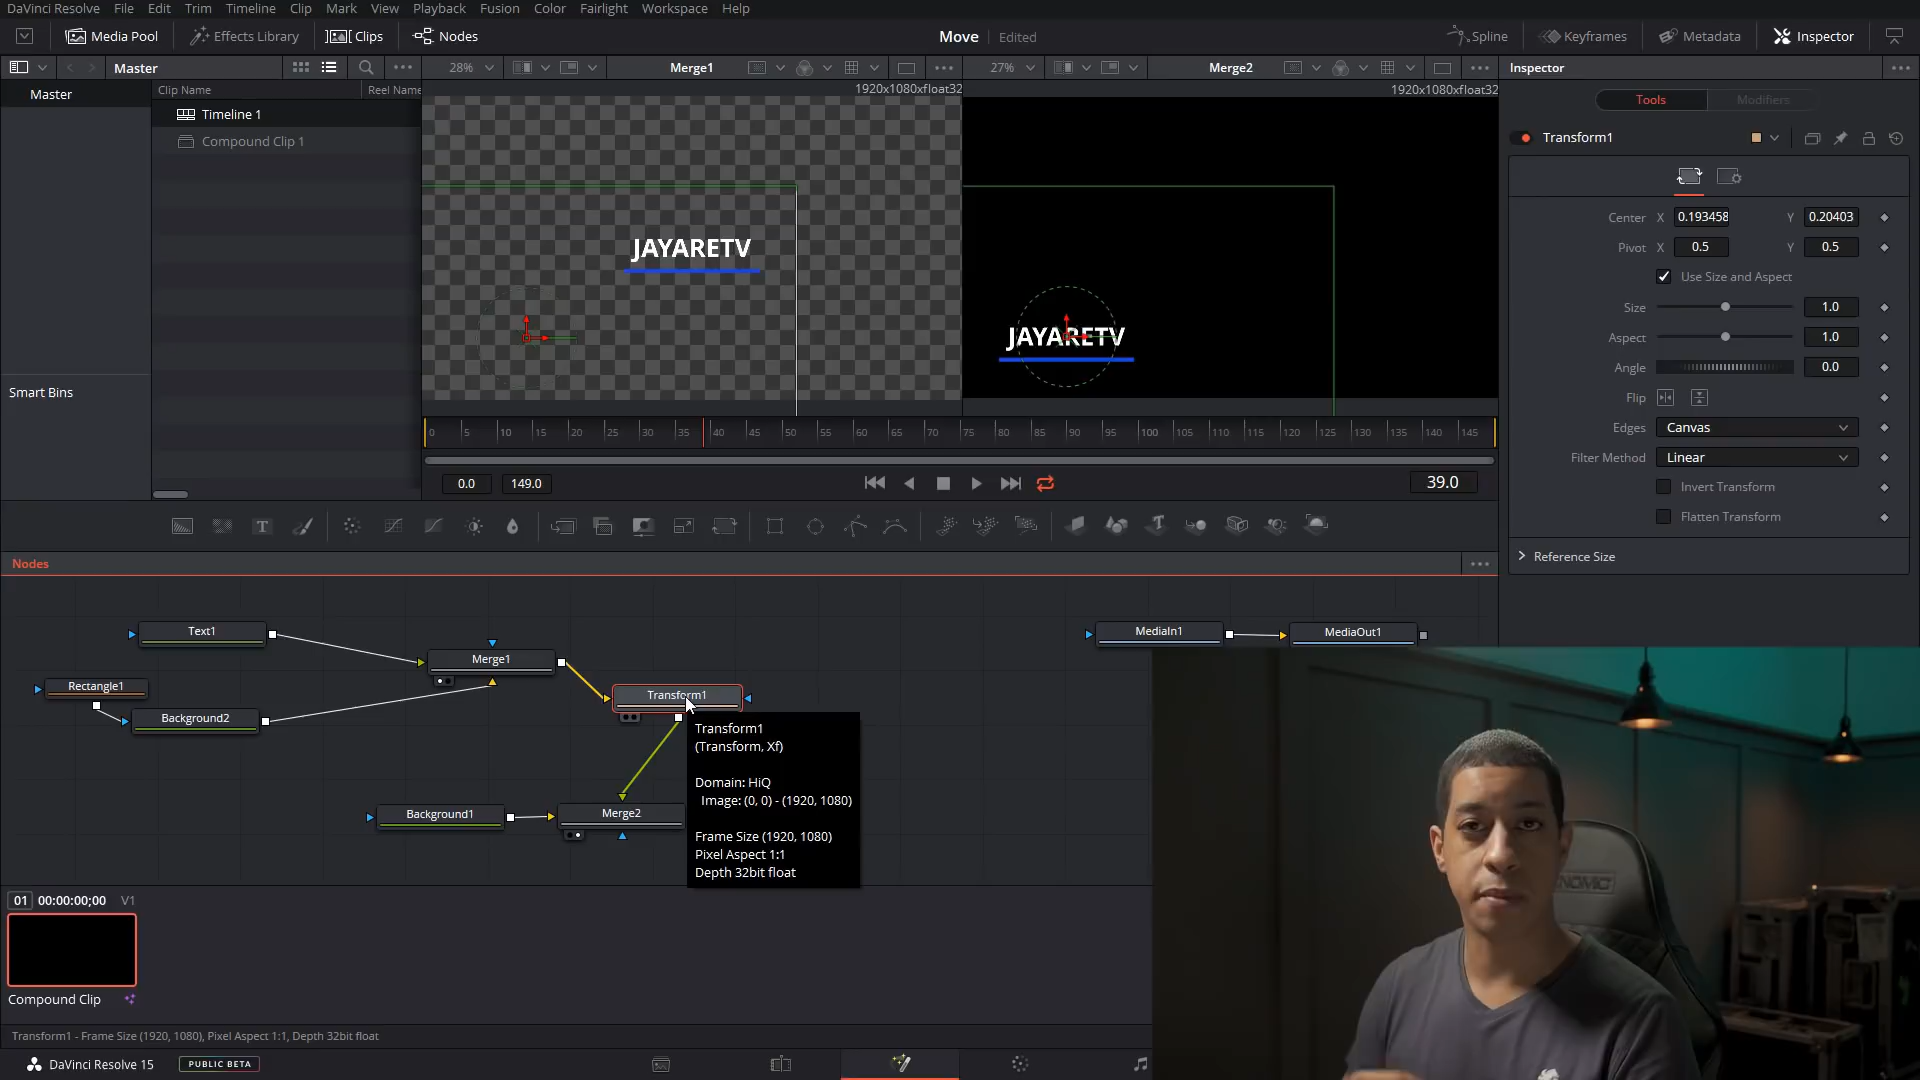 DaVinci Resolve File Edit Trim Timeline Clip Mark View Playback Fusion Color Fairlight Workspace Help
Media Pool Effects Library Clips Nodes Move Edited Spline Keyframes Metadata Inspector
Master 28% Merge1 27% Merge2 Inspector
Master Clip Name Reel Name 1920x1080xfloat32 1920x1080xfloat32 Tools Modifiers
Timeline 1
Compound Clip 1
Transform1
Center X 0.193458 Y 0.20403
Pivot X 0.5 Y 0.5
Use Size and Aspect
Size 1.0
Aspect 1.0
Angle 0.0
Flip
Edges Canvas
Filter Method Linear
Invert Transform
Flatten Transform
Reference Size
JAYARETV
JAYARETV
Smart Bins
0 5 10 15 20 25 30 35 40 45 50 55 60 65 70 75 80 85 90 95 100 105 110 115 120 125 130 135 140 145
0.0 149.0 39.0
T
Nodes
Text1
Merge1
MediaIn1
MediaOut1
Rectangle1
Background2
Transform1
Background1
Merge2
Transform1
(Transform, Xf)
Domain: HiQ
Image: (0, 0) - (1920, 1080)
Frame Size (1920, 1080)
Pixel Aspect 1:1
Depth 32bit float
01 00:00:00;00 V1
Compound Clip
Transform1 - Frame Size (1920, 1080), Pixel Aspect 1:1, Depth 32bit float
DaVinci Resolve 15 PUBLIC BETA